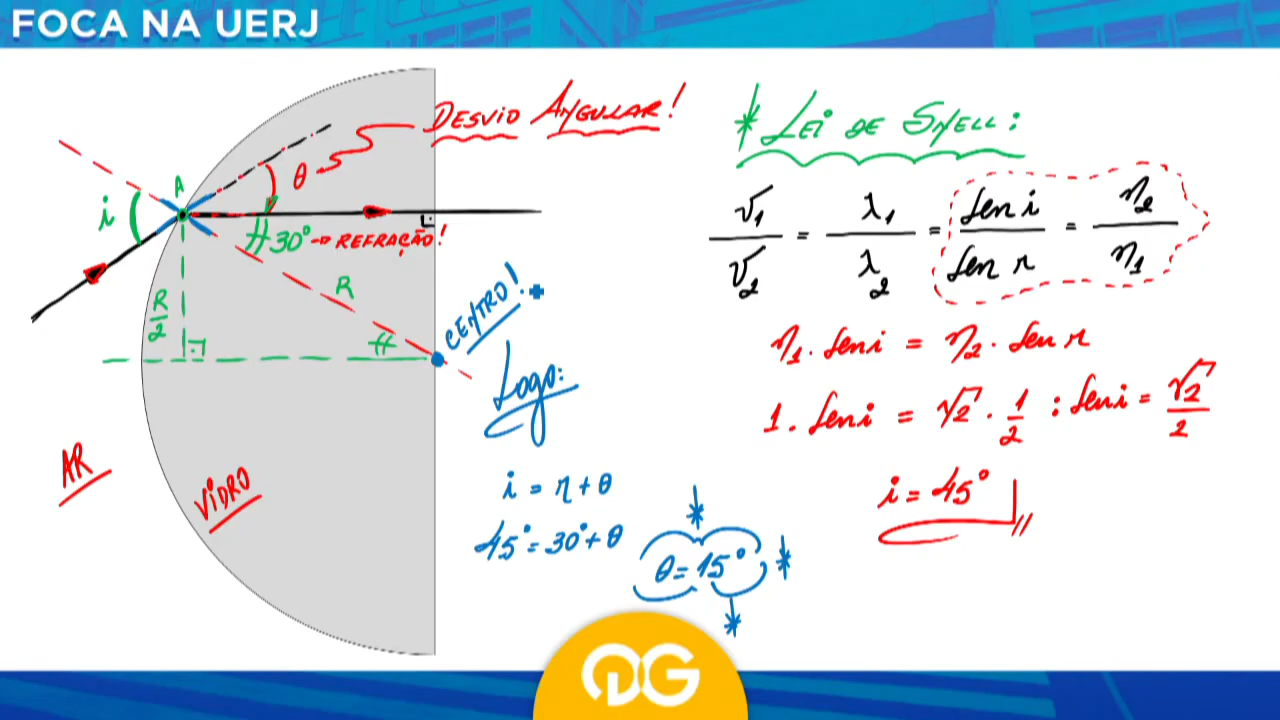 FOCA NA UERJ
DESVIO ANGULAR!
A
θ
i
30° → REFRAÇÃO!
R
R/2
CENTRO!
AR
VIDRO
Logo:
i = r + θ
45° = 30° + θ
θ = 15°
* LEI DE SNELL:
v1/v2 = λ1/λ2 = sen i/sen r = n2/n1
n1 . sen i = n2 . sen r
1 . sen i = √2 . 1/2 : sen i = √2/2
i = 45°
DG